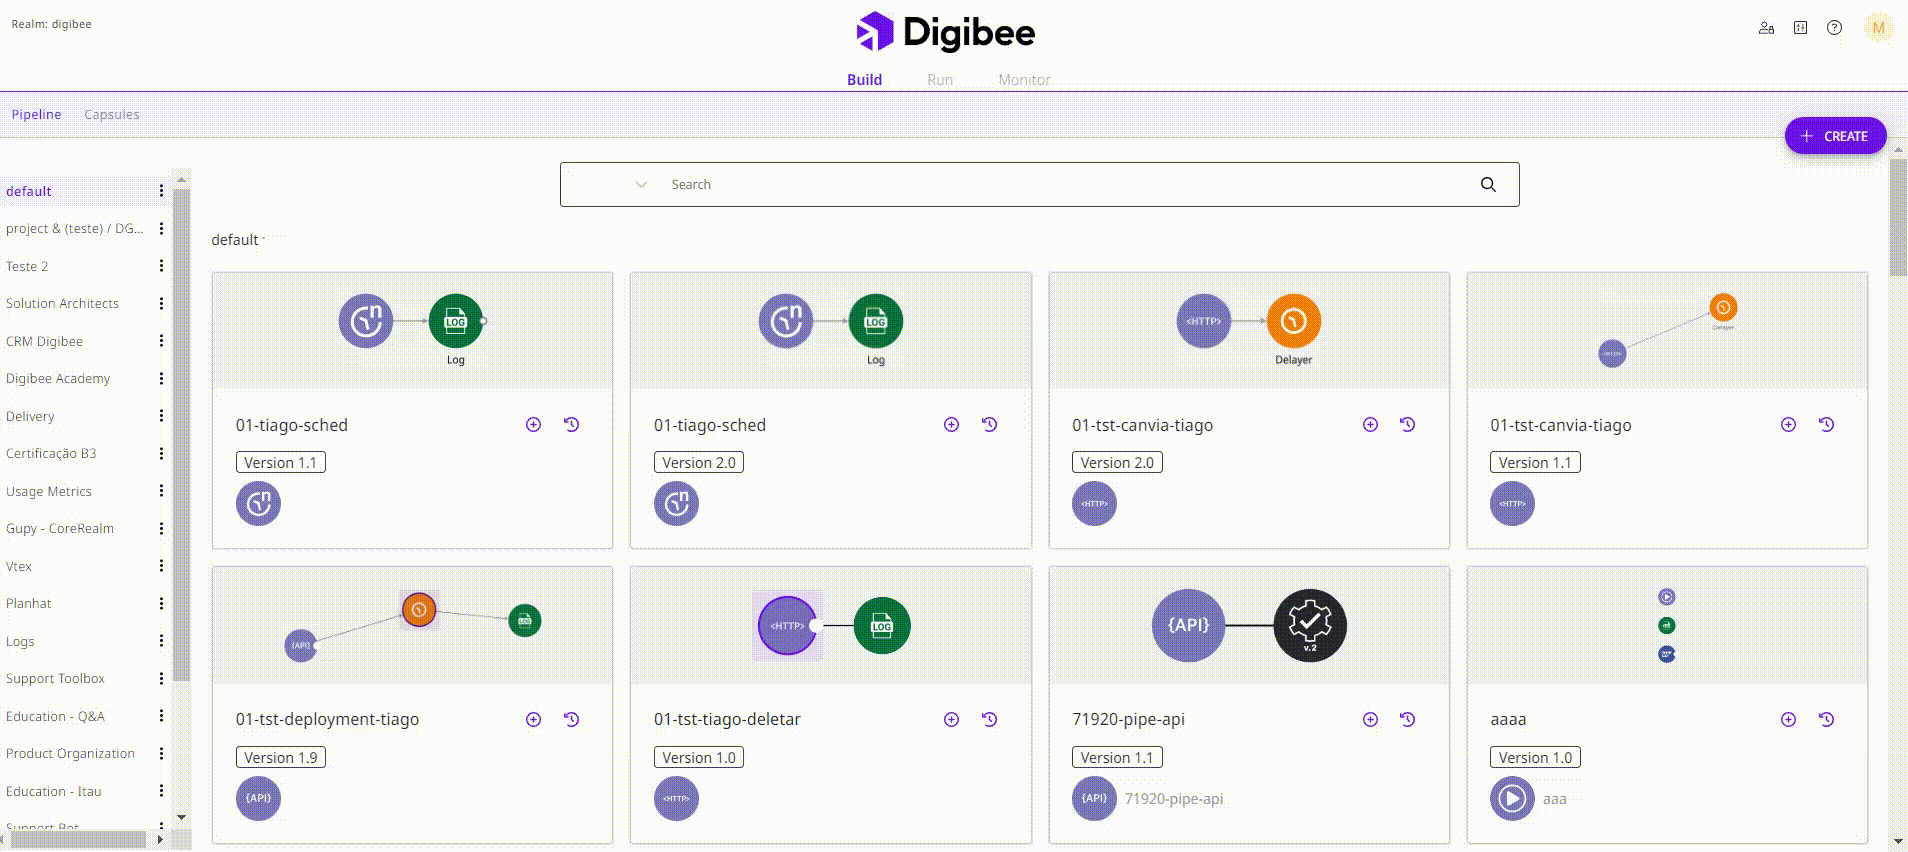 Realm: digibee
Digibee
M
Build Run Monitor
Pipeline Capsules
CREATE
Search
default
project & (teste) / DG...
Teste 2
Solution Architects
CRM Digibee
Digibee Academy
Delivery
Certificação B3
Usage Metrics
Gupy - CoreRealm
Vtex
Planhat
Logs
Support Toolbox
Education - Q&A
Product Organization
Education - Itau
Support Bot
default
n LOG
Log
01-tiago-sched
Version 1.1
n
n LOG
Log
01-tiago-sched
Version 2.0
n
<HTTP>
Delayer
01-tst-canvia-tiago
Version 2.0
<HTTP>
Delayer
<HTTP>
01-tst-canvia-tiago
Version 1.1
<HTTP>
{API} LOG
01-tst-deployment-tiago
Version 1.9
{API}
<HTTP> LOG
01-tst-tiago-deletar
Version 1.0
<HTTP>
{API} v.2
71920-pipe-api
Version 1.1
{API} 71920-pipe-api
aaaa
Version 1.0
aaa